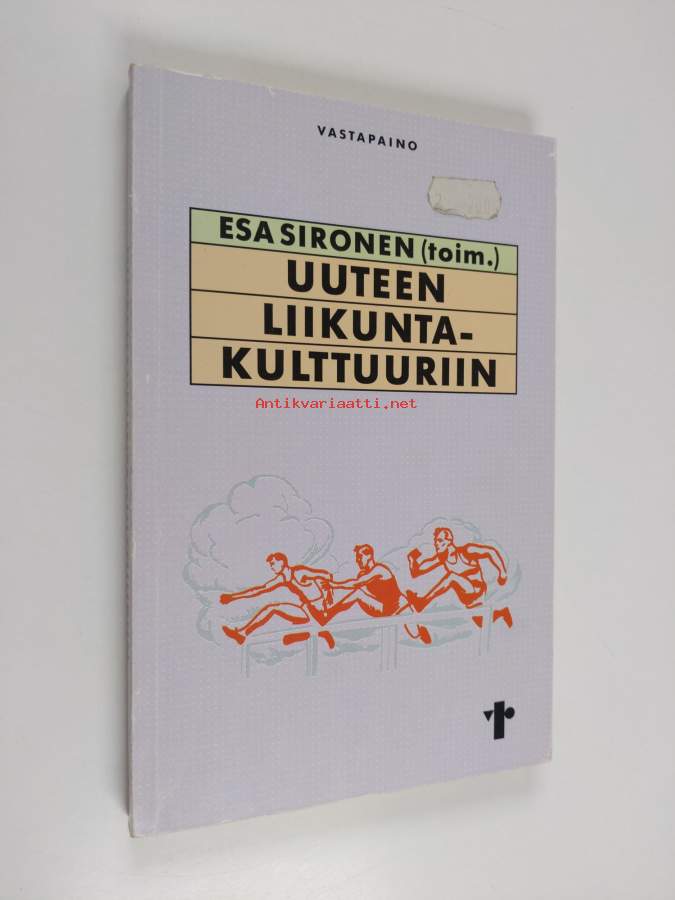 VASTAPAINO
ESA SIRONEN (toim.)
UUTEEN
LIIKUNTA-
KULTTUURIIN
Antikvariaatti.net